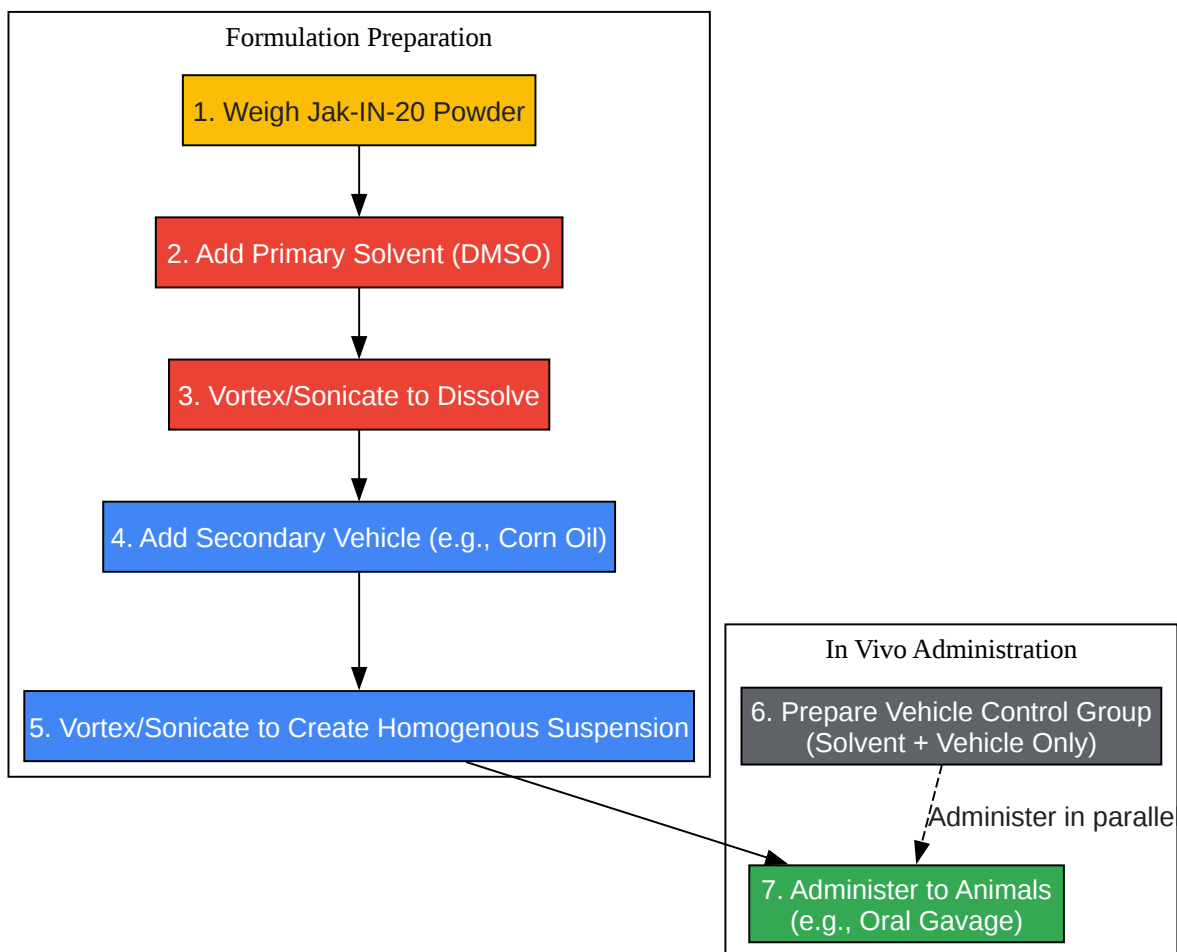 Formulation Preparation
1. Weigh Jak-IN-20 Powder
2. Add Primary Solvent (DMSO)
3. Vortex/Sonicate to Dissolve
4. Add Secondary Vehicle (e.g., Corn Oil)
5. Vortex/Sonicate to Create Homogenous Suspension
In Vivo Administration
6. Prepare Vehicle Control Group
(Solvent + Vehicle Only)
Administer in paralle
7. Administer to Animals
(e.g., Oral Gavage)